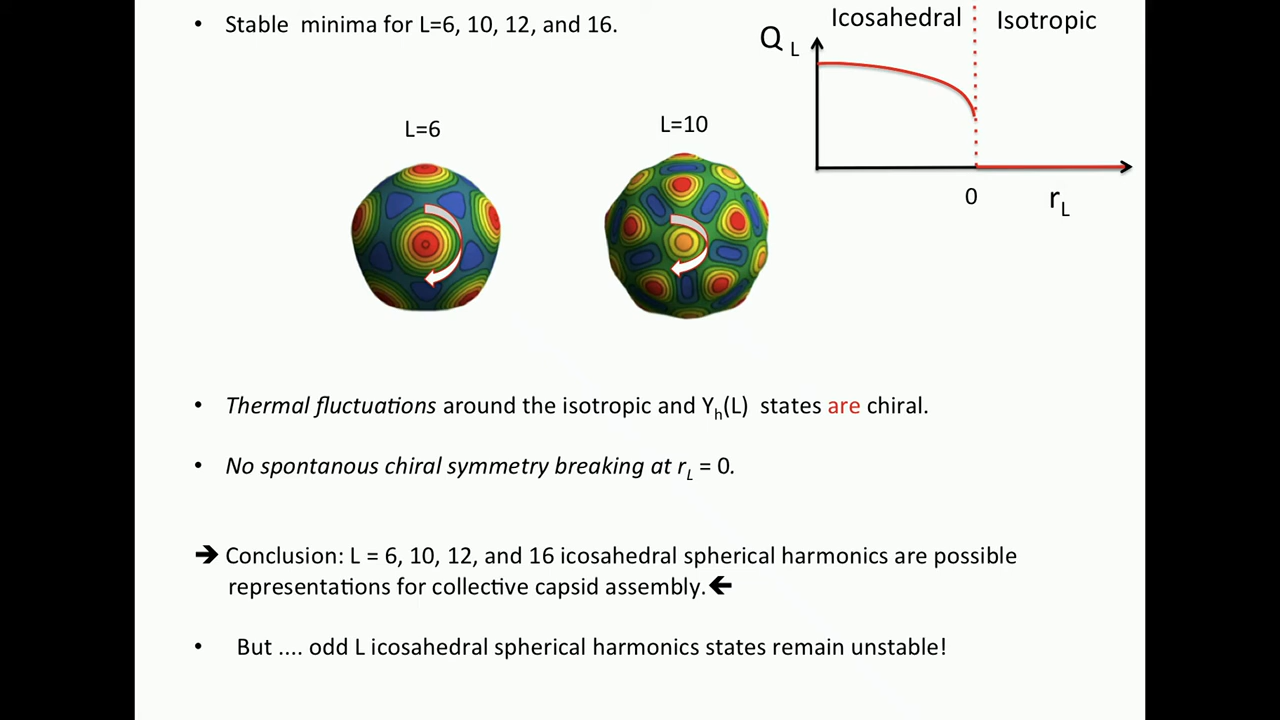 • Stable minima for L=6, 10, 12, and 16.
Icosahedral
Isotropic
Q L
0
rL
L=6
L=10
• Thermal fluctuations around the isotropic and Yh(L) states are chiral.
• No spontanous chiral symmetry breaking at rL = 0.
➔ Conclusion: L = 6, 10, 12, and 16 icosahedral spherical harmonics are possible
representations for collective capsid assembly.🡰
• But .... odd L icosahedral spherical harmonics states remain unstable!